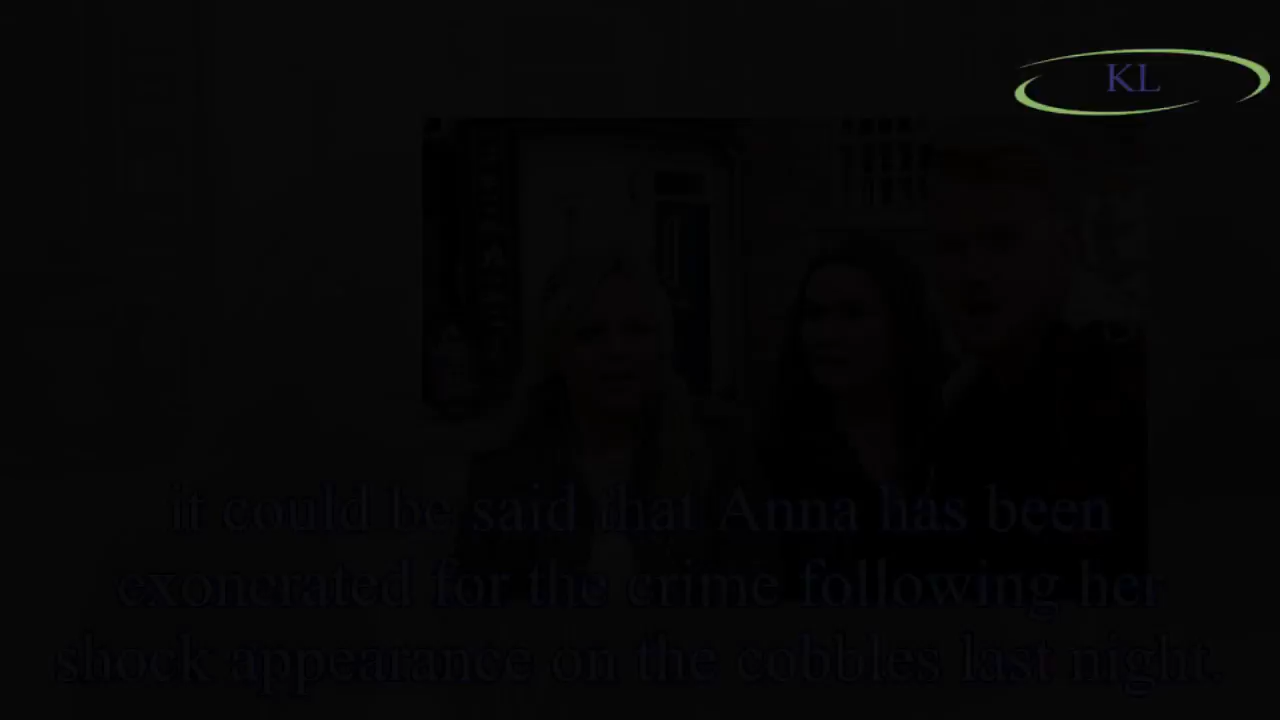 KL
it could be said that Anna has been
exonerated for the crime following her
shock appearance on the cobbles last night.